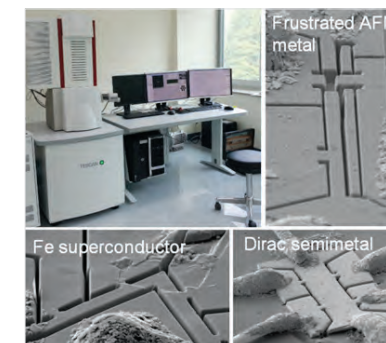 Frustrated AF
metal
Fe superconductor
Dirac semimetal